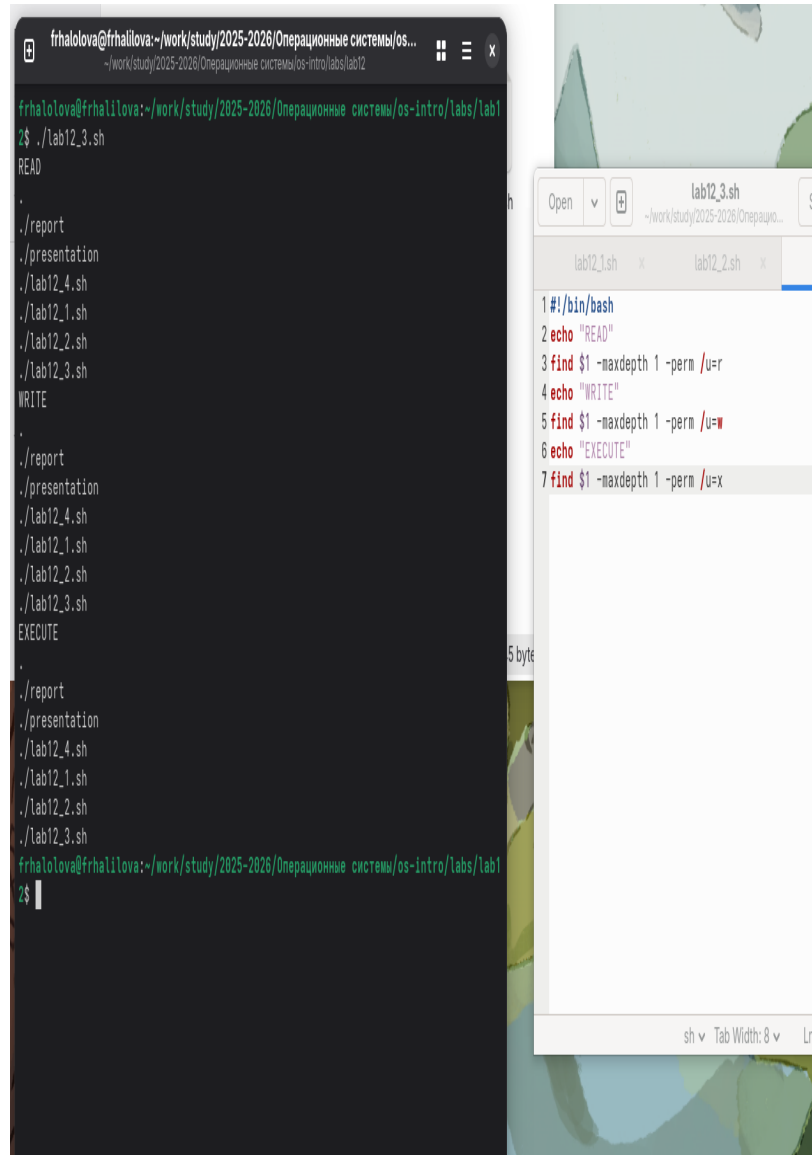 frhalolova@frhalilova:~/work/study/2025-2026/Операционные системы/os...
~/work/study/2025-2026/Операционные системы/os-intro/labs/lab12
frhalolova@frhalilova:~/work/study/2025-2026/Операционные системы/os-intro/labs/lab1
2$ ./lab12_3.sh
READ
.
./report
./presentation
./lab12_4.sh
./lab12_1.sh
./lab12_2.sh
./lab12_3.sh
WRITE
.
./report
./presentation
./lab12_4.sh
./lab12_1.sh
./lab12_2.sh
./lab12_3.sh
EXECUTE
.
./report
./presentation
./lab12_4.sh
./lab12_1.sh
./lab12_2.sh
./lab12_3.sh
frhalolova@frhalilova:~/work/study/2025-2026/Операционные системы/os-intro/labs/lab1
2$
h
5 byte
Open
lab12_3.sh
~/work/study/2025-2026/Операцио...
S
lab12_1.sh
lab12_2.sh
1 #!/bin/bash
2 echo "READ"
3 find $1 -maxdepth 1 -perm /u=r
4 echo "WRITE"
5 find $1 -maxdepth 1 -perm /u=w
6 echo "EXECUTE"
7 find $1 -maxdepth 1 -perm /u=x
sh Tab Width: 8 Ln